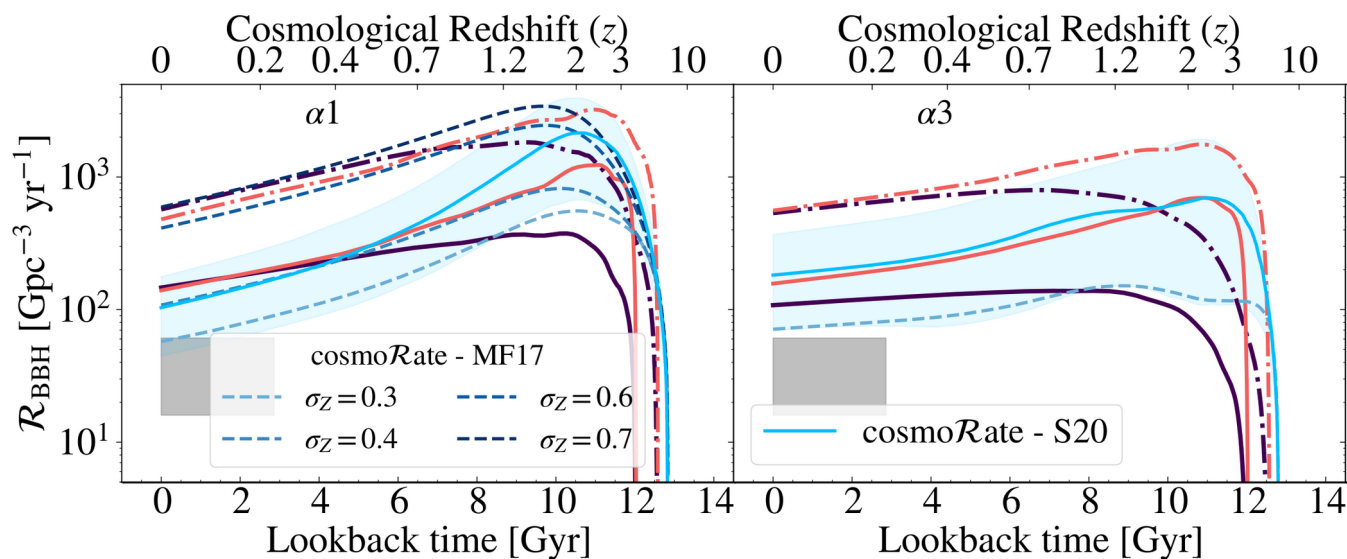 Cosmological Redshift (z)
0 0.2 0.4 0.7 1.2 2 3 10
Cosmological Redshift (z)
0 0.2 0.4 0.7 1.2 2 3 10
α1
α3
10³
10²
10¹
ℛ_BBH [Gpc⁻³ yr⁻¹]
cosmoℛate - MF17
σ_Z = 0.3 σ_Z = 0.6
σ_Z = 0.4 σ_Z = 0.7
cosmoℛate - S20
0 2 4 6 8 10 12 14
0 2 4 6 8 10 12 14
Lookback time [Gyr]
Lookback time [Gyr]